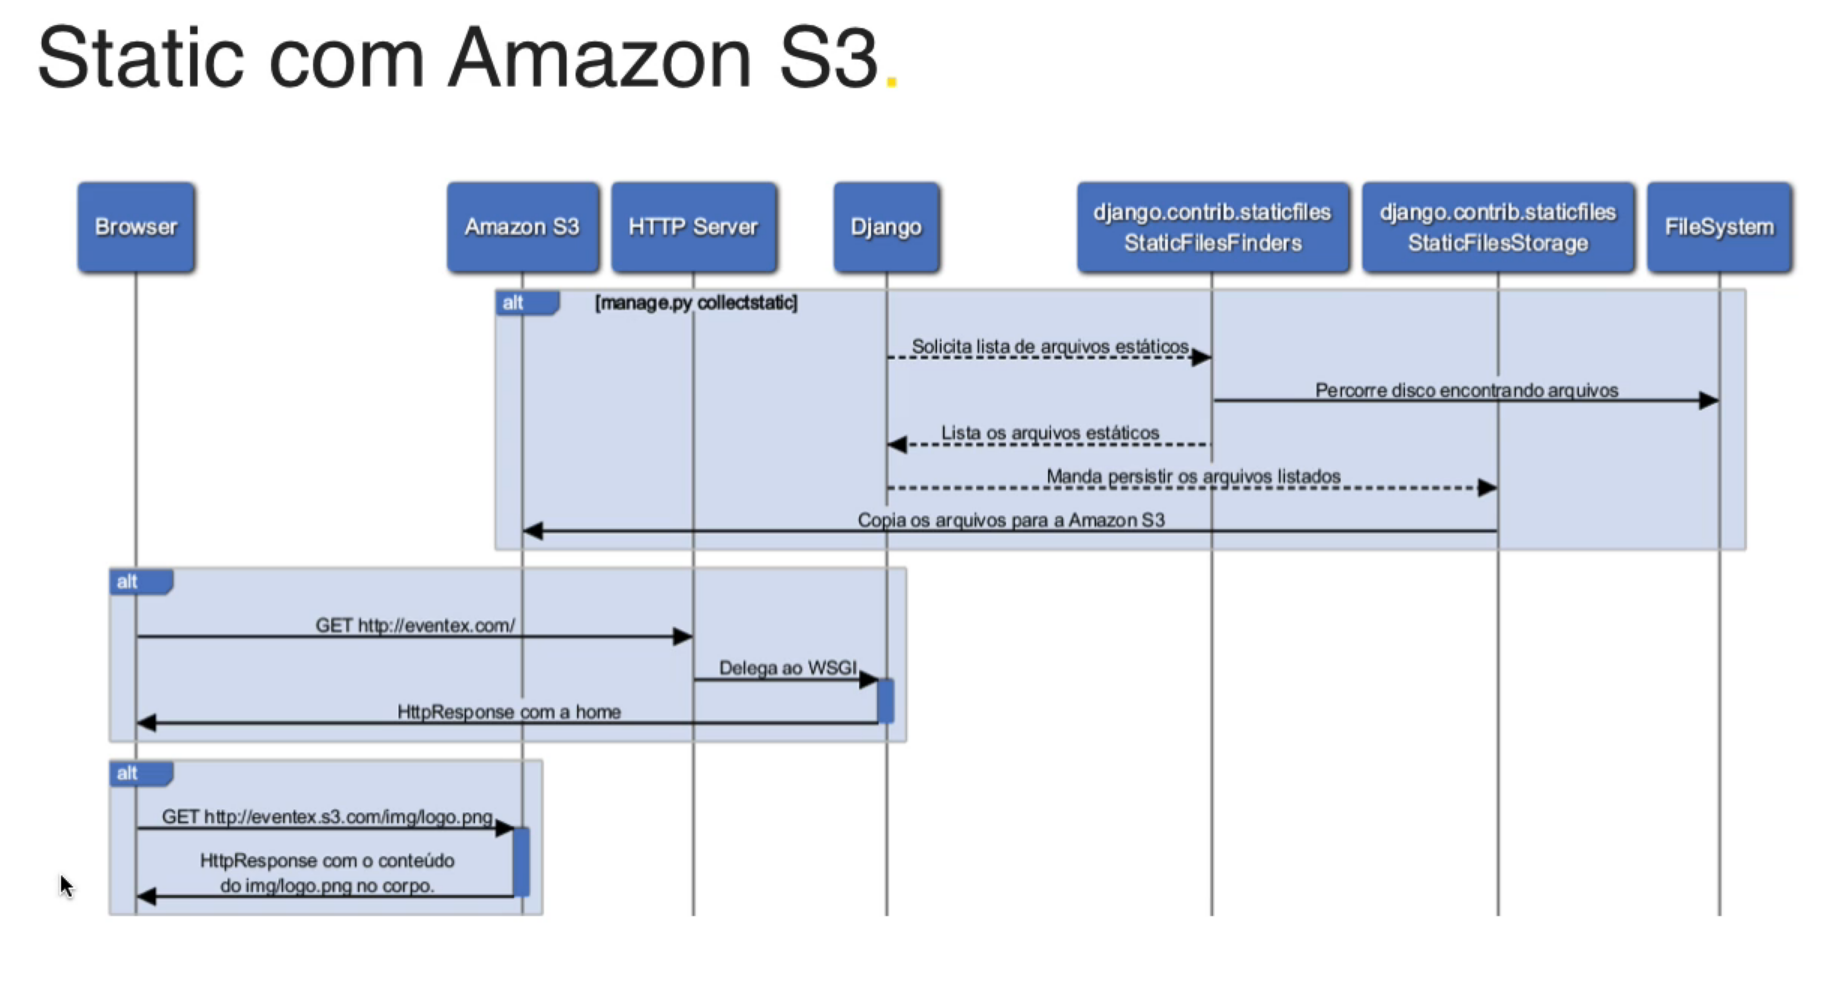 Static com Amazon S3.
Browser
Amazon S3
HTTP Server
Django
django.contrib.staticfiles
StaticFilesFinders
django.contrib.staticfiles
StaticFilesStorage
FileSystem
alt
[manage.py collectstatic]
Solicita lista de arquivos estáticos
Percorre disco encontrando arquivos
Lista os arquivos estáticos
Manda persistir os arquivos listados
Copia os arquivos para a Amazon S3
alt
GET http://eventex.com/
Delega ao WSGI
HttpResponse com a home
alt
GET http://eventex.s3.com/img/logo.png
HttpResponse com o conteúdo
do img/logo.png no corpo.